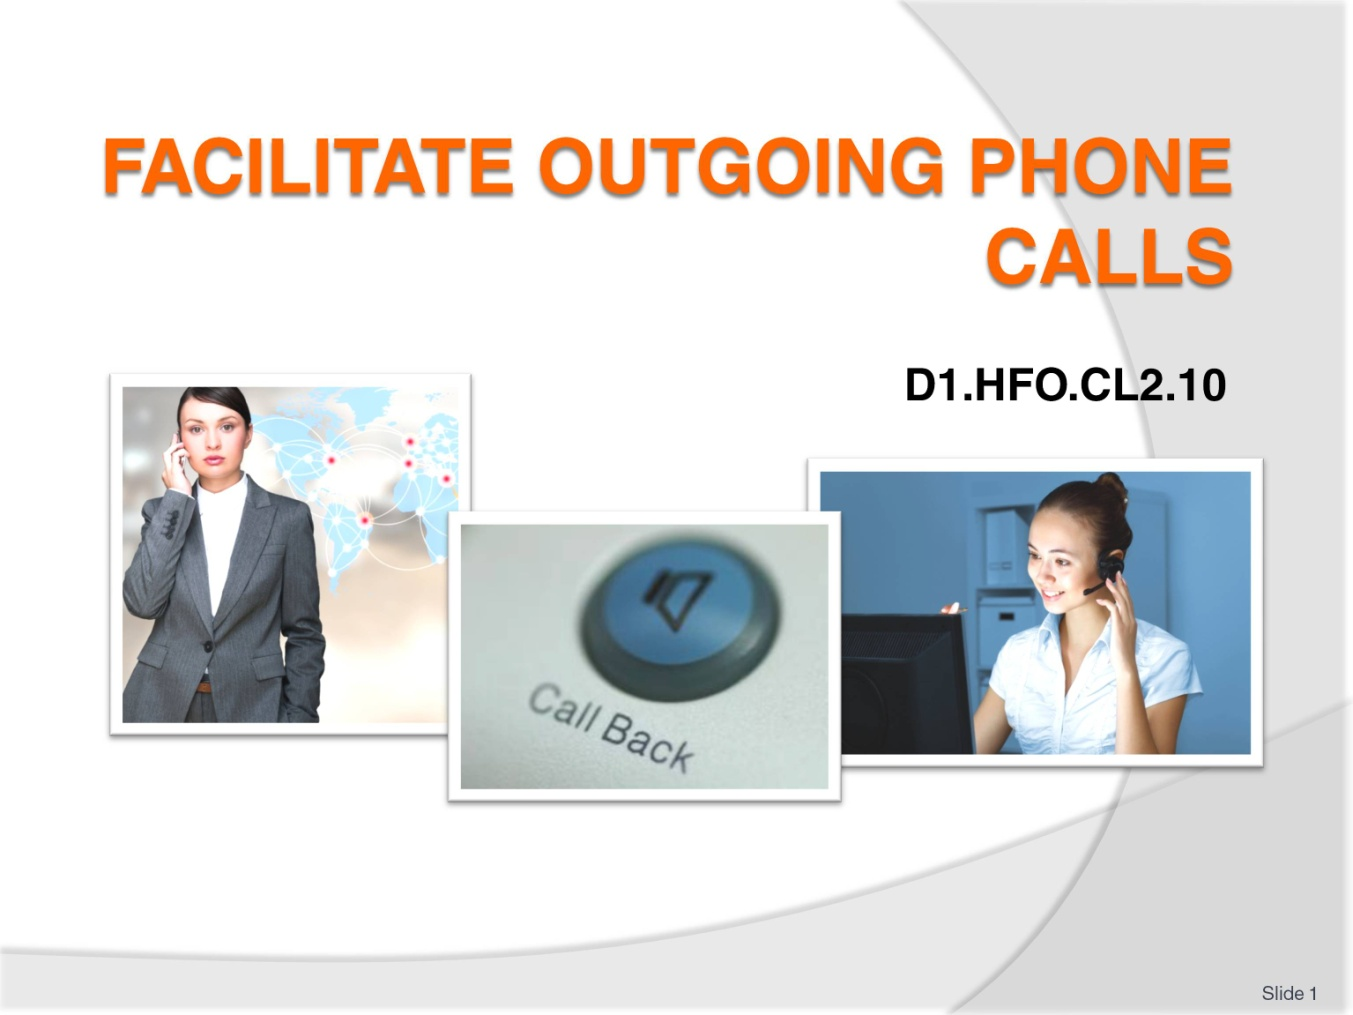 FACILITATE OUTGOING PHONE
CALLS
D1.HFO.CL2.10
Call Back
Slide 1